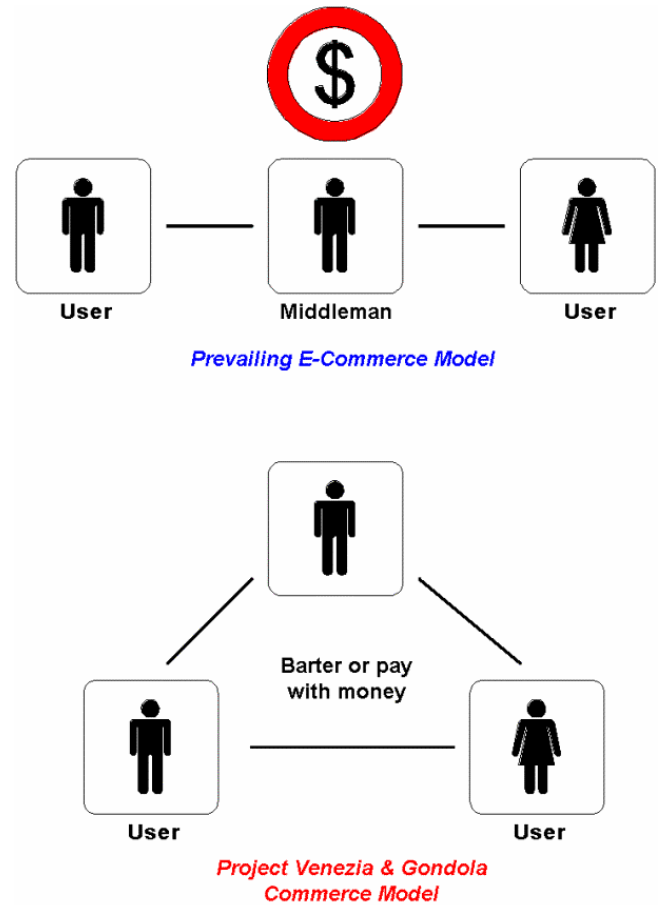 $
User
Middleman
User
Prevailing E-Commerce Model
Barter or pay
with money
User
User
Project Venezia & Gondola
Commerce Model